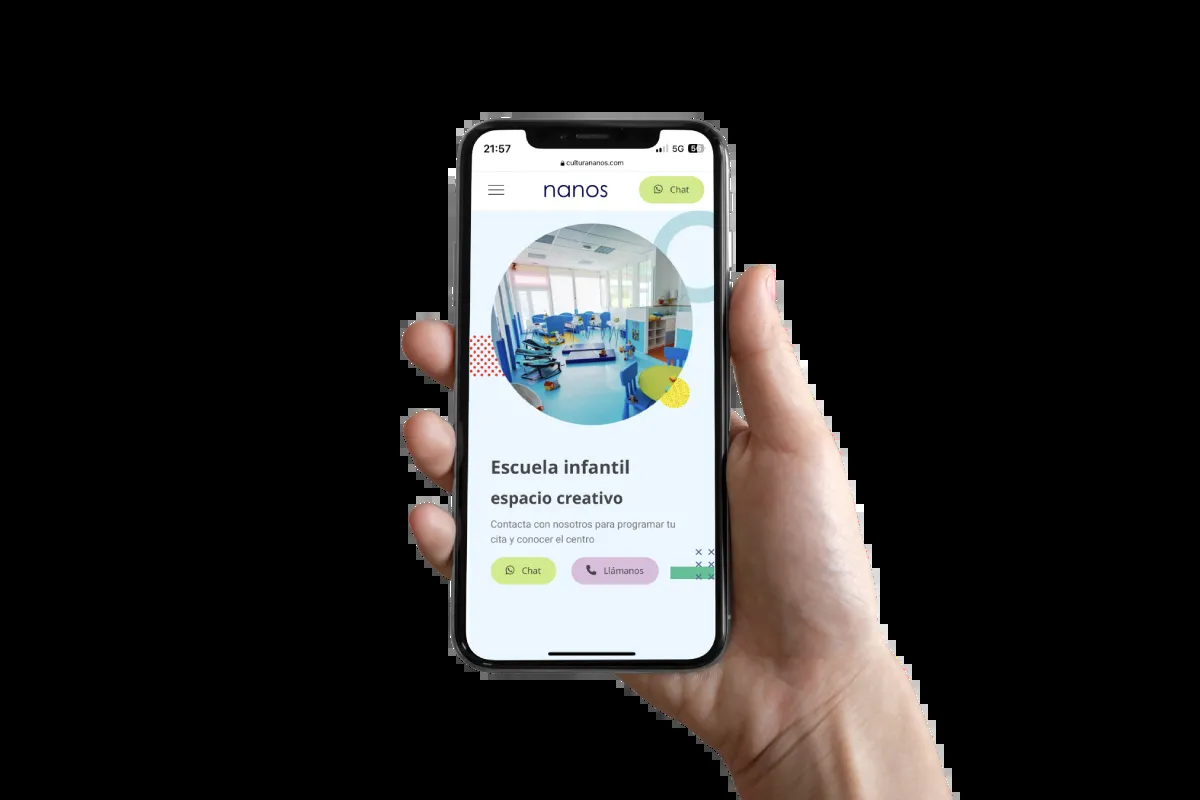 21:57
5G
culturananos.com
nanos
Chat
Escuela infantil
espacio creativo
Contacta con nosotros para programar tu
cita y conocer el centro
Chat
Llámanos